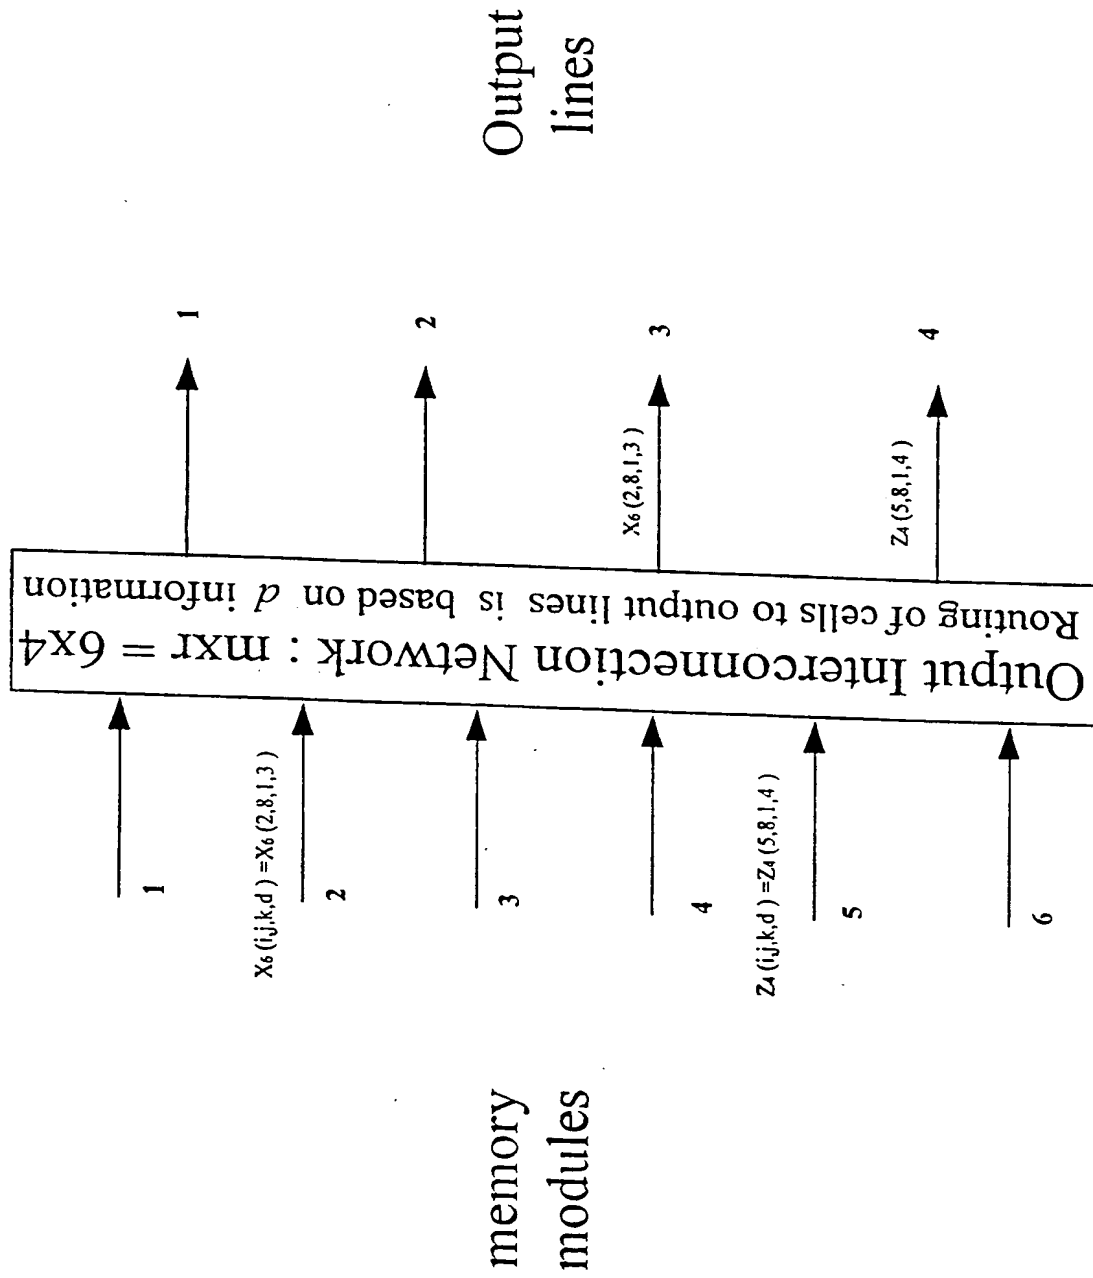 memory
modules
1
X6 (i,j,k,d ) =X6 (2,8,1,3 )
2
3
4
Z4 (i,j,k,d ) =Z4 (5,8,1,4 )
5
6
Output Interconnection Network : mxr = 6x4
Routing of cells to output lines is based on d information
1
2
X6 (2,8,1,3 )
3
Z4 (5,8,1,4 )
4
Output
lines